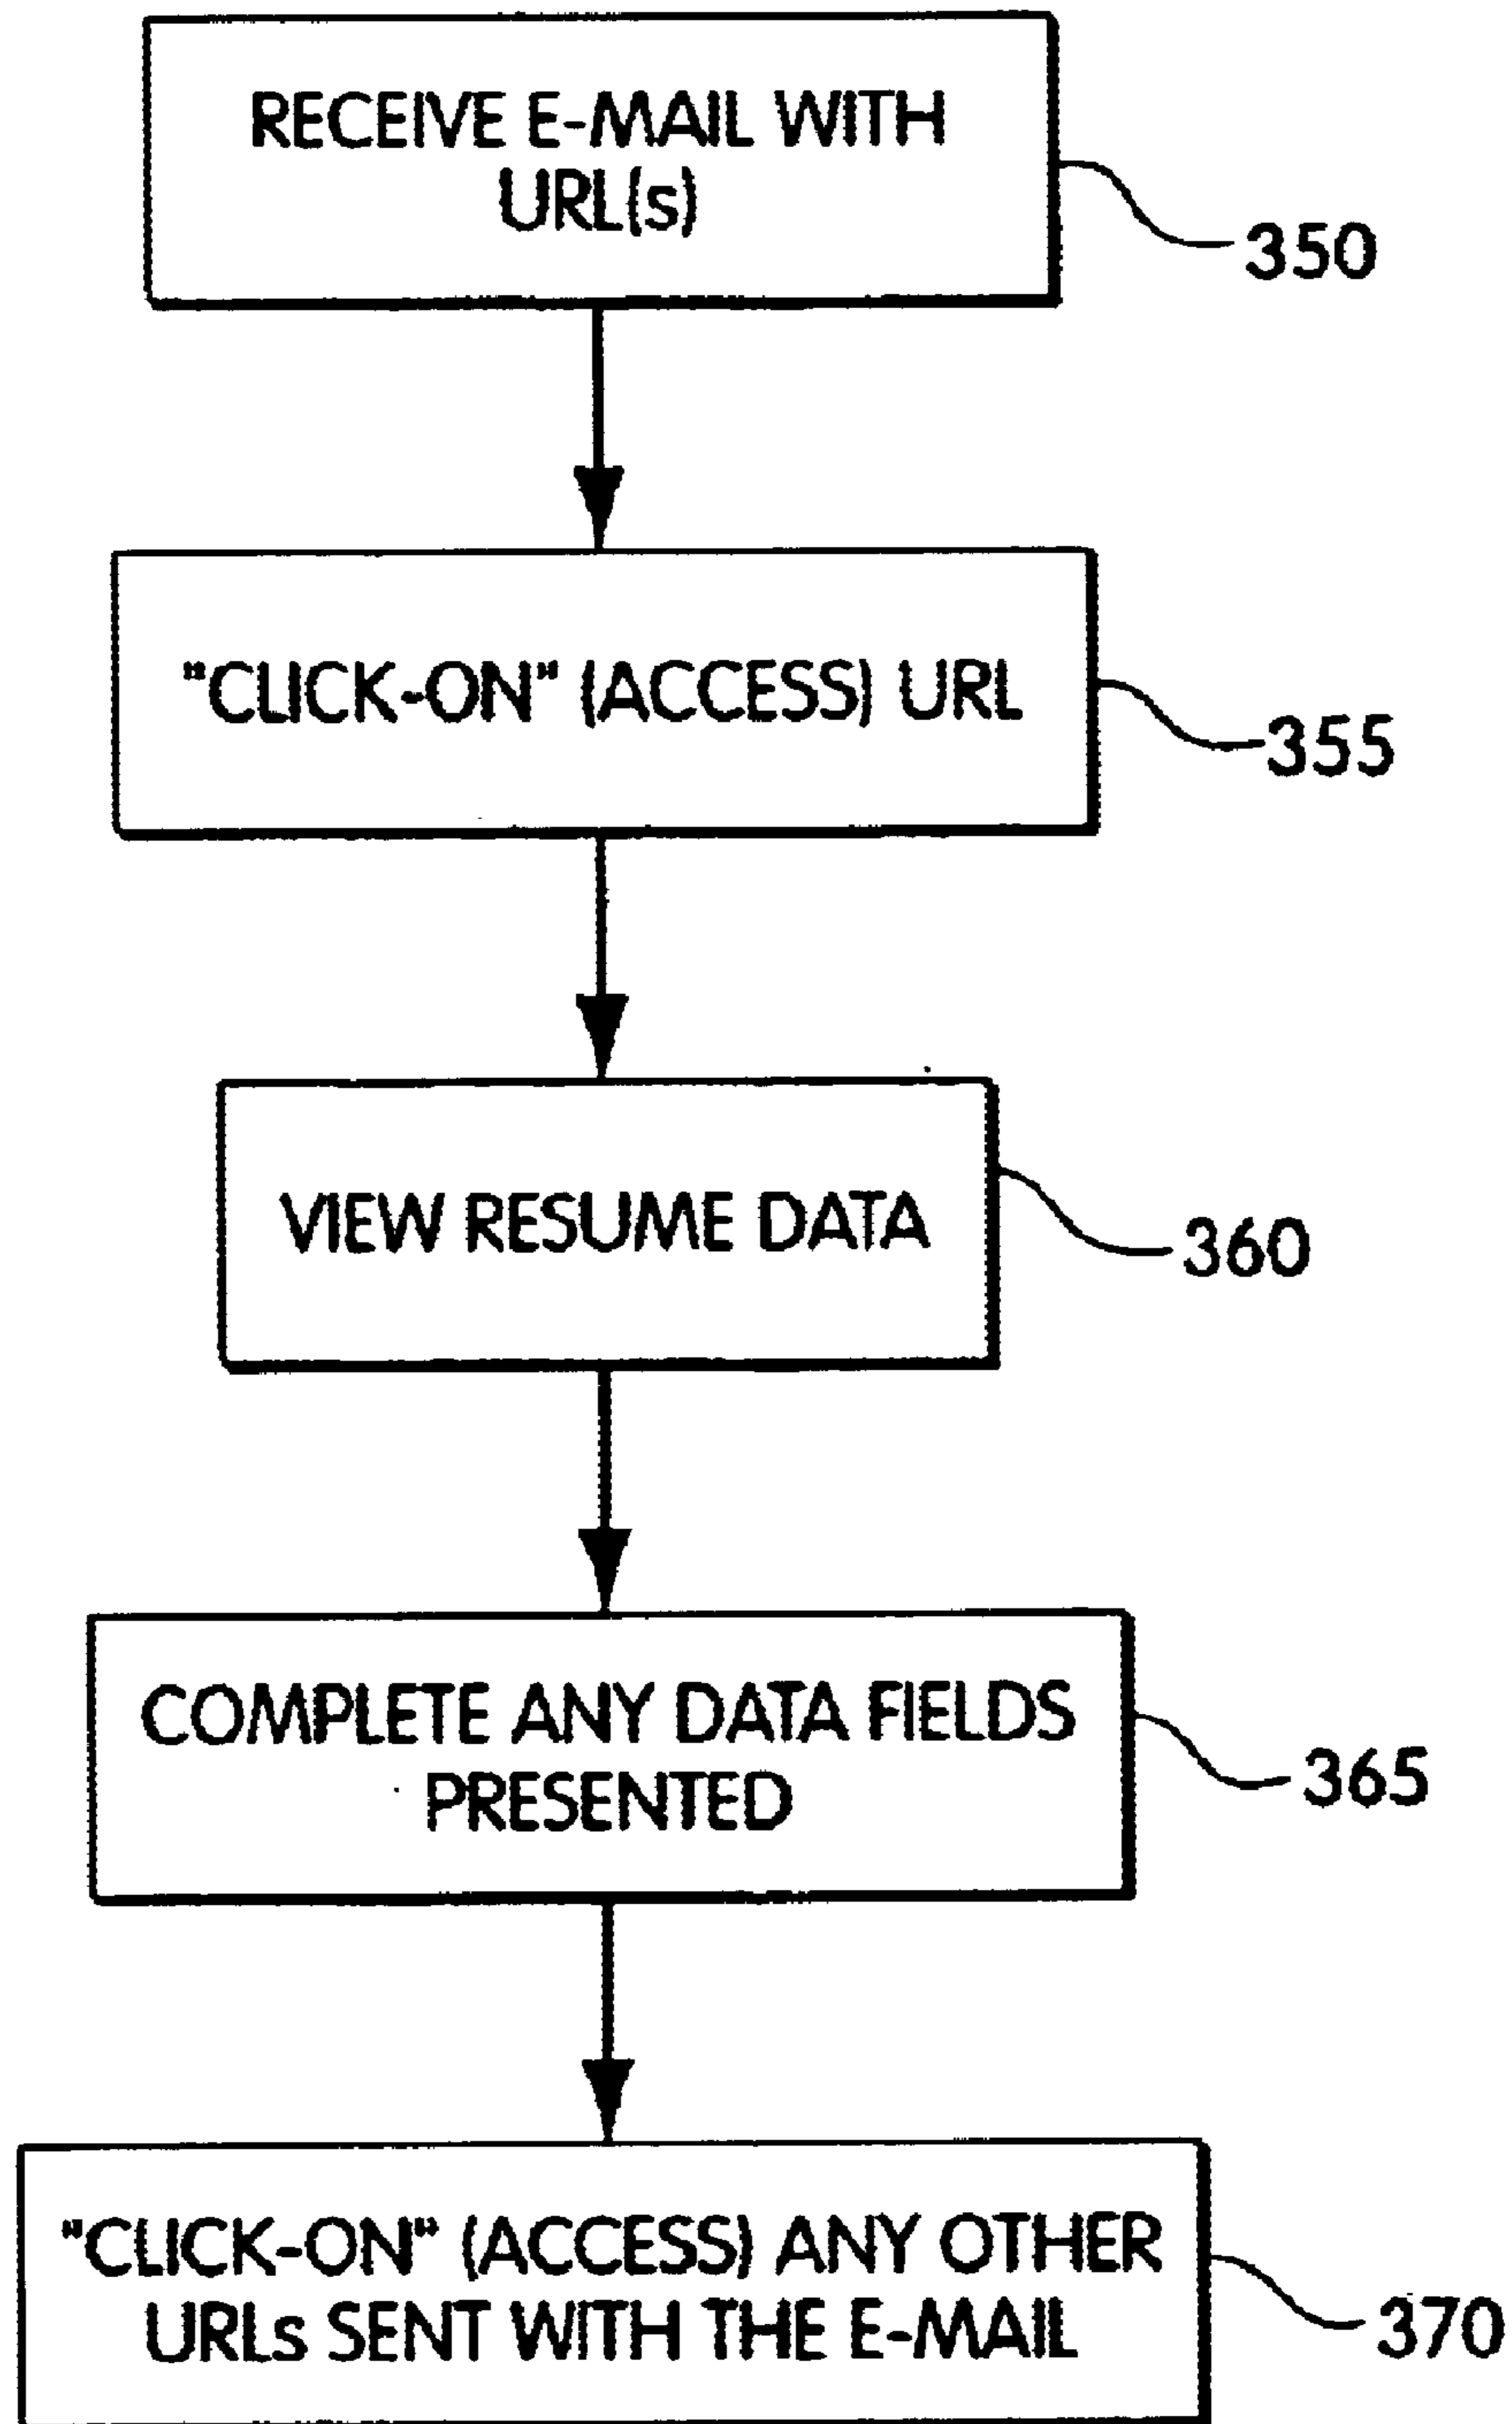 RECEIVE E-MAIL WITH
URL(s)
350
"CLICK-ON" (ACCESS) URL
355
VIEW RESUME DATA
360
COMPLETE ANY DATA FIELDS
PRESENTED
365
"CLICK-ON" (ACCESS) ANY OTHER
URLs SENT WITH THE E-MAIL
370